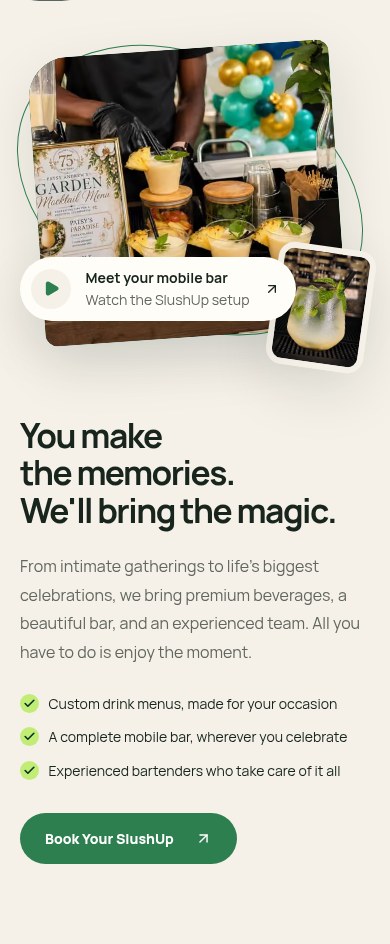 75
GARDEN
Mocktail Menu
PATSY'S
PARADISE
Meet your mobile bar
Watch the SlushUp setup
You make
the memories.
We'll bring the magic.
From intimate gatherings to life's biggest
celebrations, we bring premium beverages, a
beautiful bar, and an experienced team. All you
have to do is enjoy the moment.
Custom drink menus, made for your occasion
A complete mobile bar, wherever you celebrate
Experienced bartenders who take care of it all
Book Your SlushUp